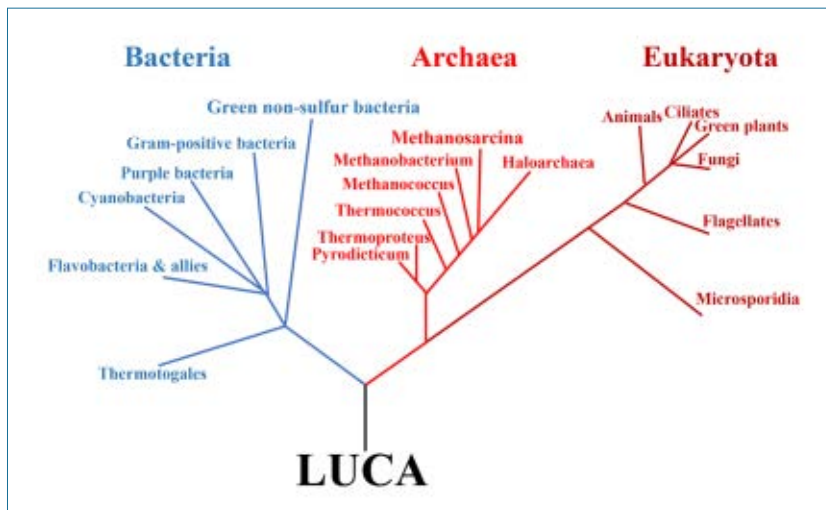 Bacteria
Archaea
Eukaryota
Green non-sulfur bacteria
Gram-positive bacteria
Purple bacteria
Cyanobacteria
Flavobacteria & allies
Thermotogales
Methanosarcina
Methanobacterium
Haloarchaea
Methanococcus
Thermococcus
Thermoproteus
Pyrodicticum
Animals
Ciliates
Green plants
Fungi
Flagellates
Microsporidia
LUCA